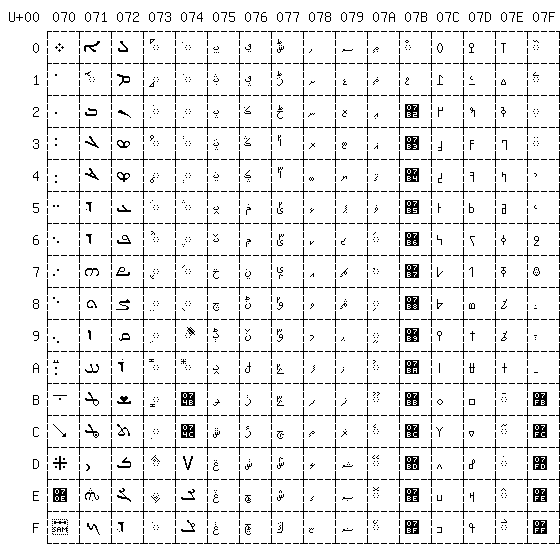 U+00 070 071 072 073 074 075 076 077 078 079 07A 07B 07C 07D 07E 07F
0 ܀ ܐ ܠ ◌ܰ ◌݀ ݐ ݠ ݰ ހ ސ ޠ ◌ް ߀ ߐ ߠ ◌߰
1 ܁ ◌ܑ ܡ ◌ܱ ◌݁ ݑ ݡ ݱ ށ ޑ ޡ ޱ ߁ ߑ ߡ ◌߱
2 ܂ ܒ ܢ ◌ܲ ◌݂ ݒ ݢ ݲ ނ ޒ ޢ 07B2 ߂ ߒ ߢ ◌߲
3 ܃ ܓ ܣ ◌ܳ ◌݃ ݓ ݣ ݳ ރ ޓ ޣ 07B3 ߃ ߓ ߣ ◌߳
4 ܄ ܔ ܤ ◌ܴ ◌݄ ݔ ݤ ݴ ބ ޔ ޤ 07B4 ߄ ߔ ߤ ߴ
5 ܅ ܕ ܥ ◌ܵ ◌݅ ݕ ݥ ݵ ޅ ޕ ޥ 07B5 ߅ ߕ ߥ ߵ
6 ܆ ܖ ܦ ◌ܶ ◌݆ ݖ ݦ ݶ ކ ޖ ◌ަ 07B6 ߆ ߖ ߦ ߶
7 ܇ ܗ ܧ ◌ܷ ◌݇ ݗ ݧ ݷ އ ޗ ◌ާ 07B7 ߇ ߗ ߧ ߷
8 ܈ ܘ ܨ ◌ܸ ◌݈ ݘ ݨ ݸ ވ ޘ ◌ި 07B8 ߈ ߘ ߨ ߸
9 ܉ ܙ ܩ ◌ܹ ◌݉ ݙ ݩ ݹ މ ޙ ◌ީ 07B9 ߉ ߙ ߩ ߹
A ܊ ܚ ܪ ◌ܺ ◌݊ ݚ ݪ ݺ ފ ޚ ◌ު 07BA ߊ ߚ ߪ ߺ
B ܋ ܛ ܫ ◌ܻ 074B ݛ ݫ ݻ ދ ޛ ◌ޫ 07BB ߋ ߛ ◌߫ 07FB
C ܌ ܜ ܬ ◌ܼ 074C ݜ ݬ ݼ ތ ޜ ◌ެ 07BC ߌ ߜ ◌߬ 07FC
D ܍ ܝ ܭ ◌ܽ ݍ ݝ ݭ ݽ ލ ޝ ◌ޭ 07BD ߍ ߝ ◌߭ 07FD
E 070E ܞ ܮ ◌ܾ ݎ ݞ ݮ ݾ ގ ޞ ◌ޮ 07BE ߎ ߞ ◌߮ 07FE
F SAM ܟ ܯ ◌ܿ ݏ ݟ ݯ ݿ ޏ ޟ ◌ޯ 07BF ߏ ߟ ◌߯ 07FF